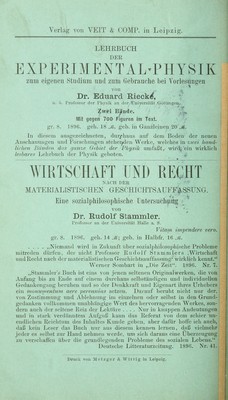 Verlag von VEIT & COMP. in Leipzig.
LEHRBUCH
DER
EXPERIMENTAL-PHYSIK
zum eigenen Studium und zum Gebrauche bei Vorlesungen
von
Dr. Eduard Riecke,
o. ö. Professor der Physik an der Universität Göttingen.
Zwei Bände.
Mit gegen 700 Figuren im Text.
gr. 8. 1896. geh. 18 ℳ, geb. in Ganzleinen 20 ℳ.
In diesem ausgezeichneten, durchaus auf dem Boden der neuen
Anschauungen und Forschungen stehenden Werke, welches in zwei hand-
lichen Bänden das ganze Gebiet der Physik umfaßt, wird ein wirklich
lesbares Lehrbuch der Physik geboten.
WIRTSCHAFT UND RECHT
NACH DER
MATERIALISTISCHEN GESCHICHTSAUFFASSUNG.
Eine sozialphilosophische Untersuchung
von
Dr. Rudolf Stammler,
Professor an der Universität Halle a. S.
Vitam impendere vero.
gr. 8. 1896. geh. 14 ℳ; geb. in Halbfr. 16 ℳ.
„Niemand wird in Zukunft über sozialphilosophische Probleme
mitreden dürfen, der nicht Professor Rudolf Stammlers Wirtschaft
und Recht nach der materialistischen Geschichtsauffassung‘ wirklich kennt.“
Werner Sombart in „Die Zeit“. 1896. Nr. 7.
„Stammler's Buch ist eins von jenen seltenen Originalwerken, die von
Anfang bis zu Ende auf einem durchaus selbständigen und individuellen
Gedankengang beruhen und so der Denkkraft und Eigenart ihres Urhebers
ein monumentum aere perennius setzen. Darauf beruht nicht nur der,
von Zustimmung und Ablehnung im einzelnen oder selbst in den Grund-
gedanken vollkommen unabhängige Wert des hervorragenden Werkes, son-
dern auch der seltene Reiz der Lektüre .... Nur in knappen Andeutungen
und in stark verdünntem Aufguß kann das Referat von dem schier un-
endlichen Reichtum des Inhaltes Kunde geben, aber dafür hoffe ich auch,
daß kein Leser das Buch nur aus diesem kennen lernen, daß vielmehr
jeder es selbst zur Hand nehmen werde, um sich daraus eine Überzeugung
zu verschaffen über die grundlegenden Probleme des sozialen Lebens.“
Deutsche Litteraturzeitung. 1896. Nr. 41.
Druck von Metzger & Wittig in Leipzig.